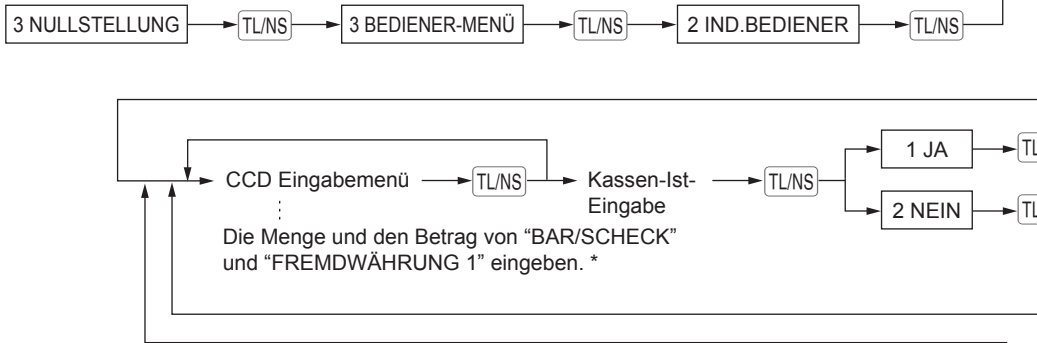 3 NULLSTELLUNG TL/NS 3 BEDIENER-MENÜ TL/NS 2 IND.BEDIENER TL/NS
1 JA TL
CCD Eingabemenü TL/NS Kassen-Ist- TL/NS
Eingabe
2 NEIN TL
Die Menge und den Betrag von “BAR/SCHECK”
und “FREMDWÄHRUNG 1” eingeben. *